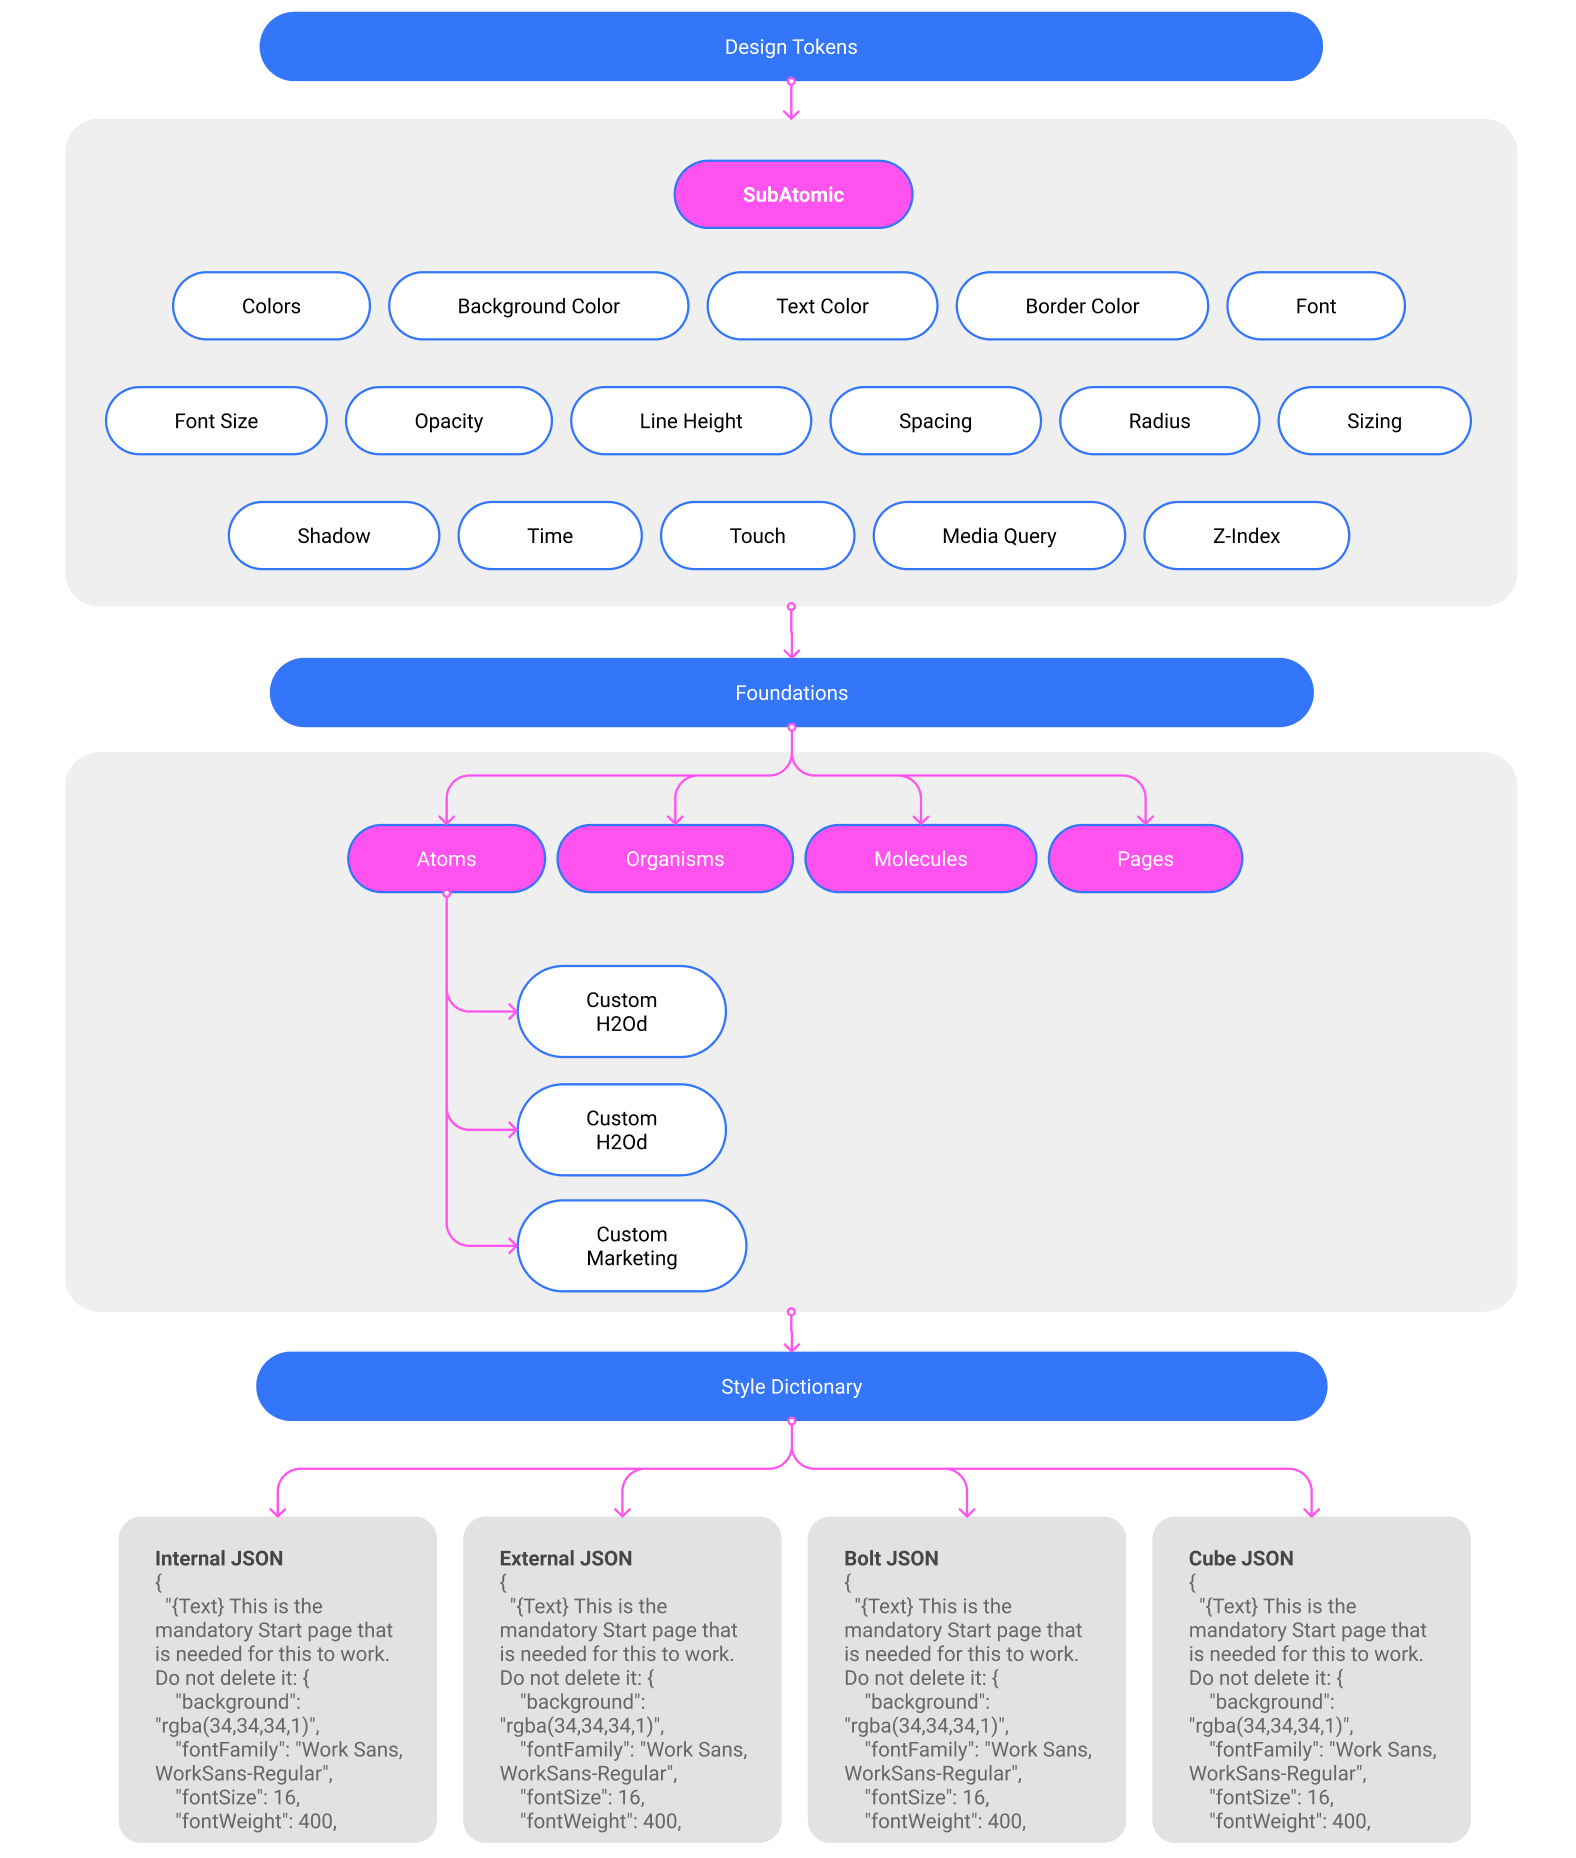 Design Tokens
SubAtomic
Colors
Background Color
Text Color
Border Color
Font
Font Size
Opacity
Line Height
Spacing
Radius
Sizing
Shadow
Time
Touch
Media Query
Z-Index
Foundations
Atoms
Organisms
Molecules
Pages
Custom
H2Od
Custom
H2Od
Custom
Marketing
Style Dictionary
Internal JSON
{
  "{Text} This is the
mandatory Start page that
is needed for this to work.
Do not delete it: {
    "background":
"rgba(34,34,34,1)",
    "fontFamily": "Work Sans,
WorkSans-Regular",
    "fontSize": 16,
    "fontWeight": 400,
External JSON
{
  "{Text} This is the
mandatory Start page that
is needed for this to work.
Do not delete it: {
    "background":
"rgba(34,34,34,1)",
    "fontFamily": "Work Sans,
WorkSans-Regular",
    "fontSize": 16,
    "fontWeight": 400,
Bolt JSON
{
  "{Text} This is the
mandatory Start page that
is needed for this to work.
Do not delete it: {
    "background":
"rgba(34,34,34,1)",
    "fontFamily": "Work Sans,
WorkSans-Regular",
    "fontSize": 16,
    "fontWeight": 400,
Cube JSON
{
  "{Text} This is the
mandatory Start page that
is needed for this to work.
Do not delete it: {
    "background":
"rgba(34,34,34,1)",
    "fontFamily": "Work Sans,
WorkSans-Regular",
    "fontSize": 16,
    "fontWeight": 400,